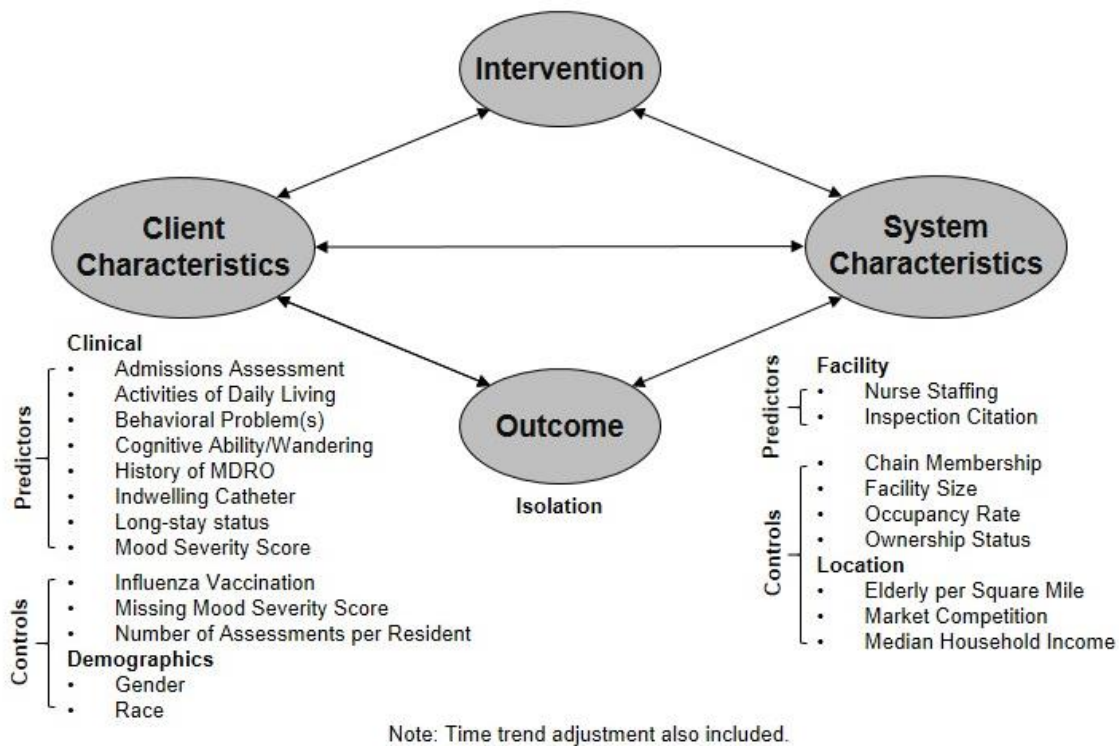 Intervention
Client
Characteristics
System
Characteristics
Outcome
Isolation
Clinical
Predictors
• Admissions Assessment
• Activities of Daily Living
• Behavioral Problem(s)
• Cognitive Ability/Wandering
• History of MDRO
• Indwelling Catheter
• Long-stay status
• Mood Severity Score
Controls
• Influenza Vaccination
• Missing Mood Severity Score
• Number of Assessments per Resident
Demographics
• Gender
• Race
Facility
Predictors
• Nurse Staffing
• Inspection Citation
Controls
• Chain Membership
• Facility Size
• Occupancy Rate
• Ownership Status
Location
• Elderly per Square Mile
• Market Competition
• Median Household Income
Note: Time trend adjustment also included.